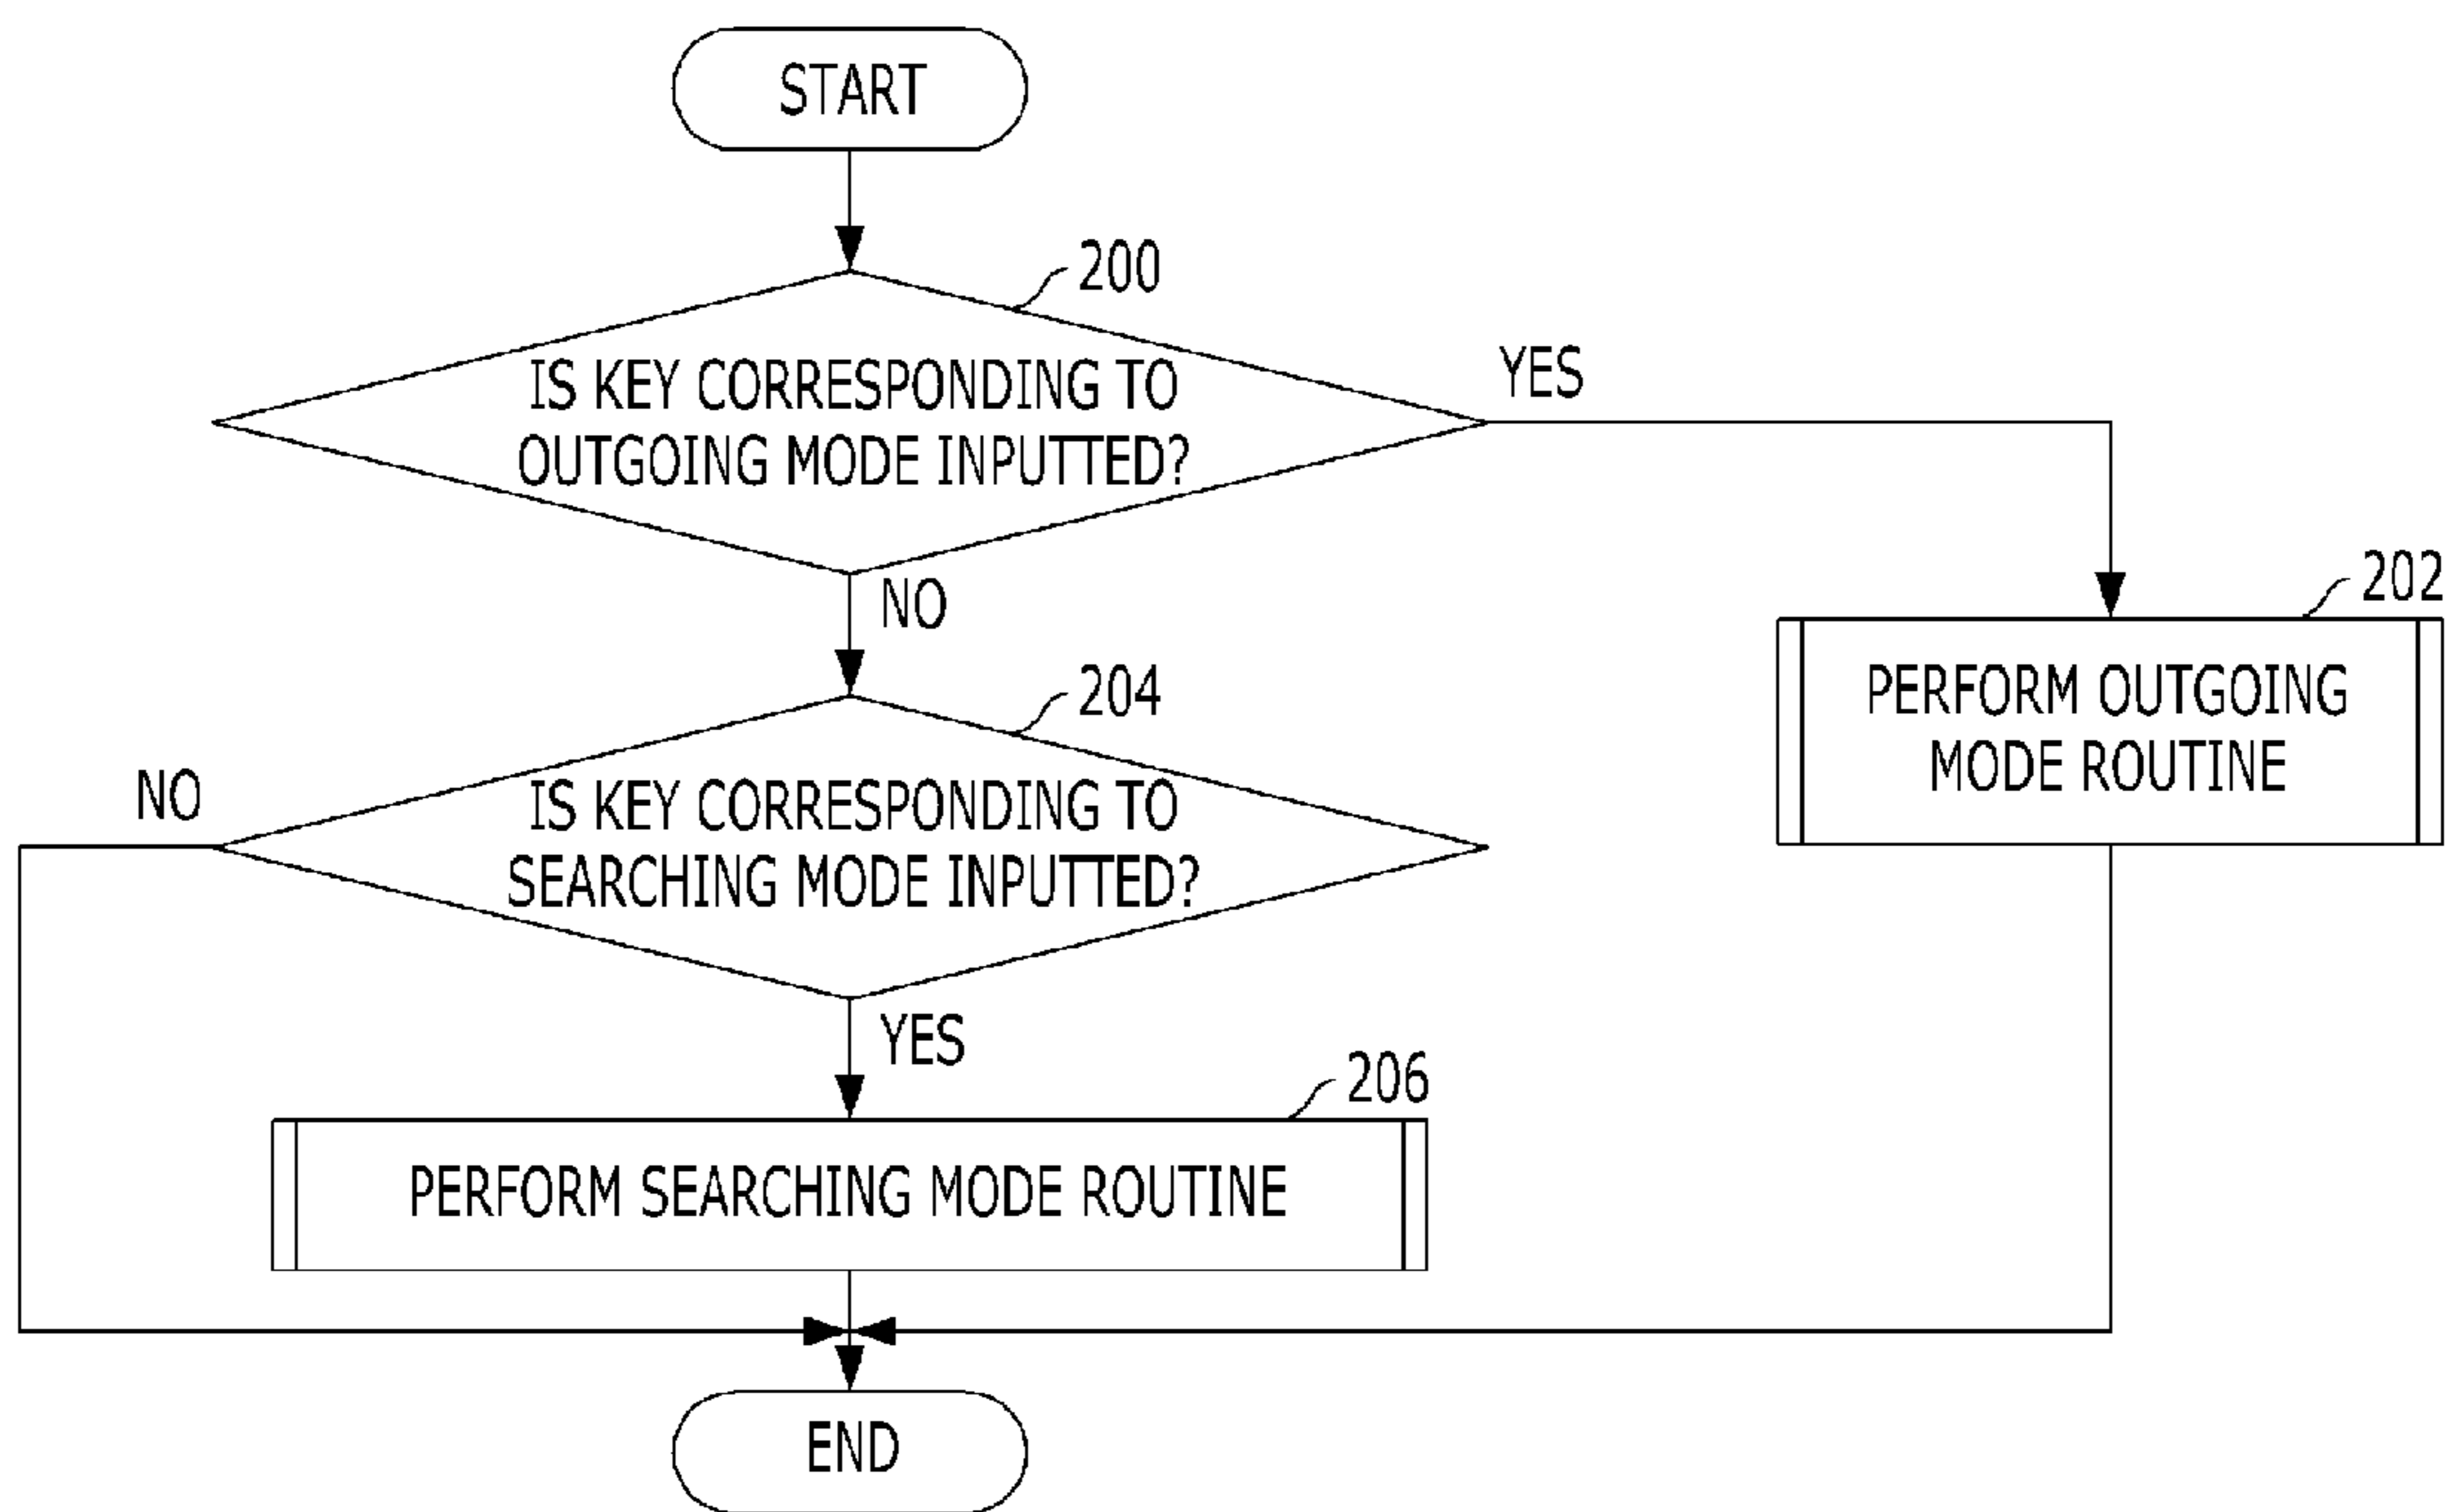 START
200
IS KEY CORRESPONDING TO
OUTGOING MODE INPUTTED?
YES
NO
202
PERFORM OUTGOING
MODE ROUTINE
204
IS KEY CORRESPONDING TO
SEARCHING MODE INPUTTED?
NO
YES
206
PERFORM SEARCHING MODE ROUTINE
END